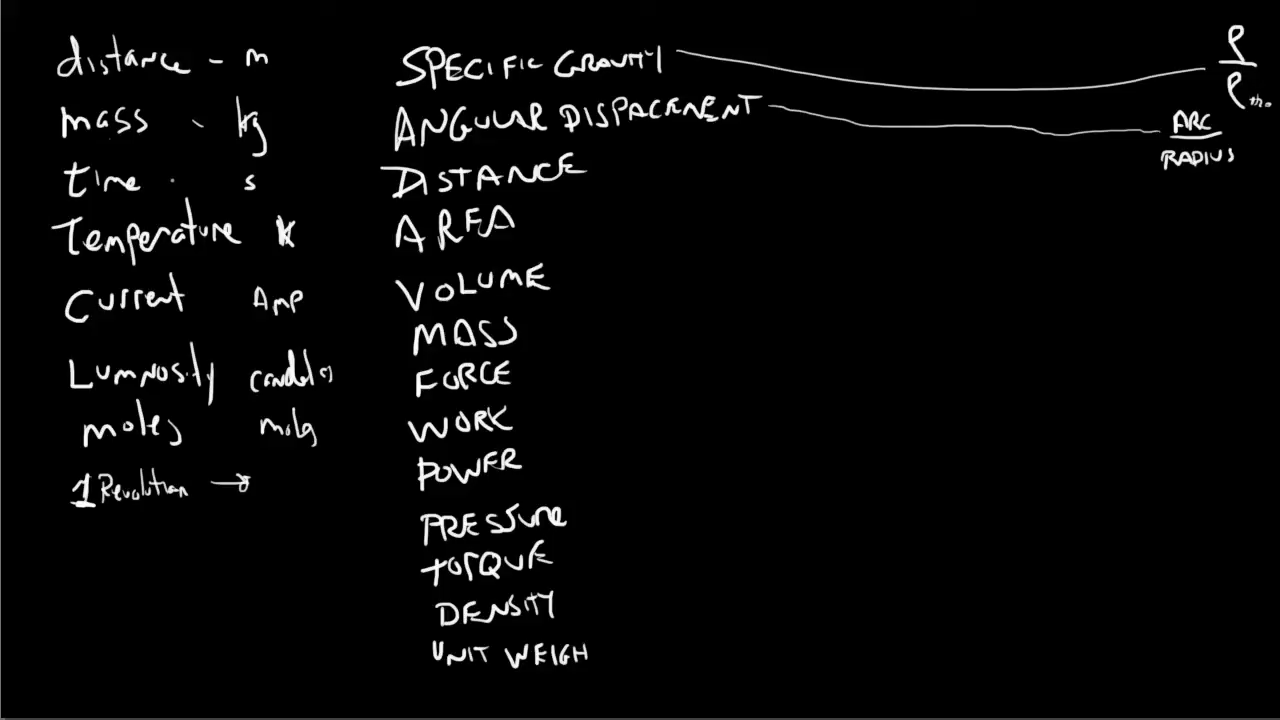 distance - m
mass - kg
time - s
Temperature K
Current Amp
Lumnosity candela
moles mols
1 Revolution →
SPECIFIC GRAVITY
ANGULAR DISPACEMENT
DISTANCE
AREA
VOLUME
MASS
FORCE
WORK
POWER
PRESSURE
TORQUE
DENSITY
UNIT WEIGH
ρ
ρ
ARC
RADIUS